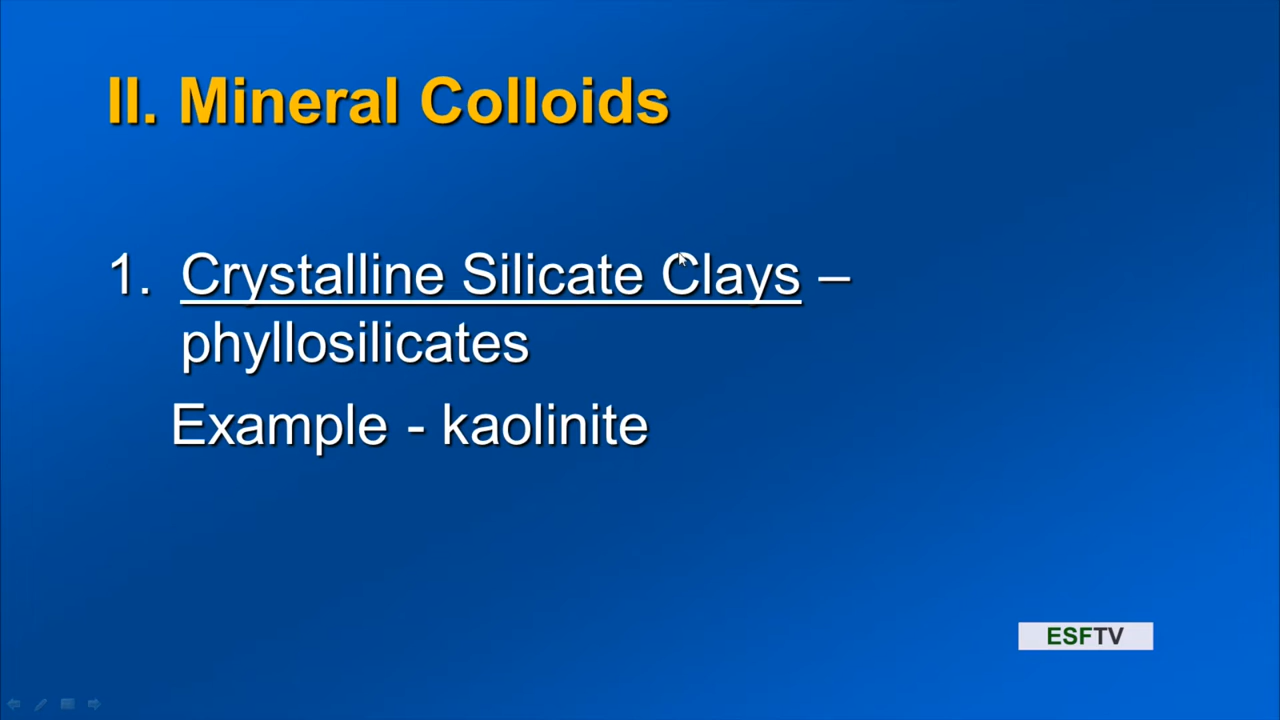 II. Mineral Colloids
1. Crystalline Silicate Clays –
phyllosilicates
Example - kaolinite
ESFTV